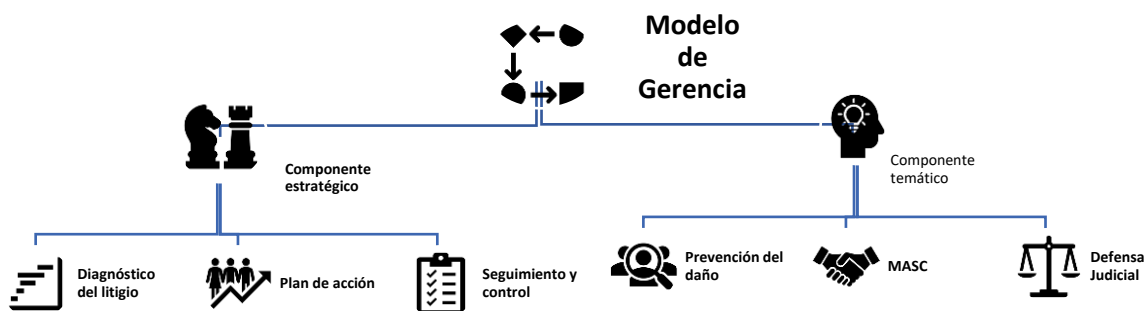 Modelo
de
Gerencia
Componente
estratégico
Componente
temático
Diagnóstico
del litigio
Plan de acción
Seguimiento y
control
Prevención del
daño
MASC
Defensa
Judicial